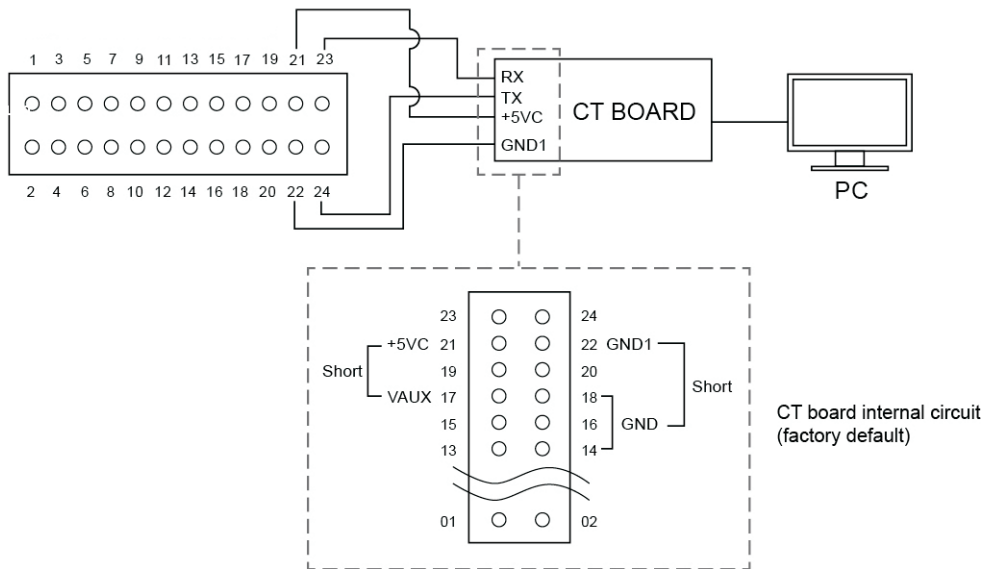 1 3 5 7 9 11 13 15 17 19 21 23
2 4 6 8 10 12 14 16 18 20 22 24
RX
TX
+5VC
GND1
CT BOARD
PC
23 24
+5VC 21 22 GND1
19 20
Short
Short
VAUX 17 18
15 16 GND
13 14
01 02
CT board internal circuit
(factory default)